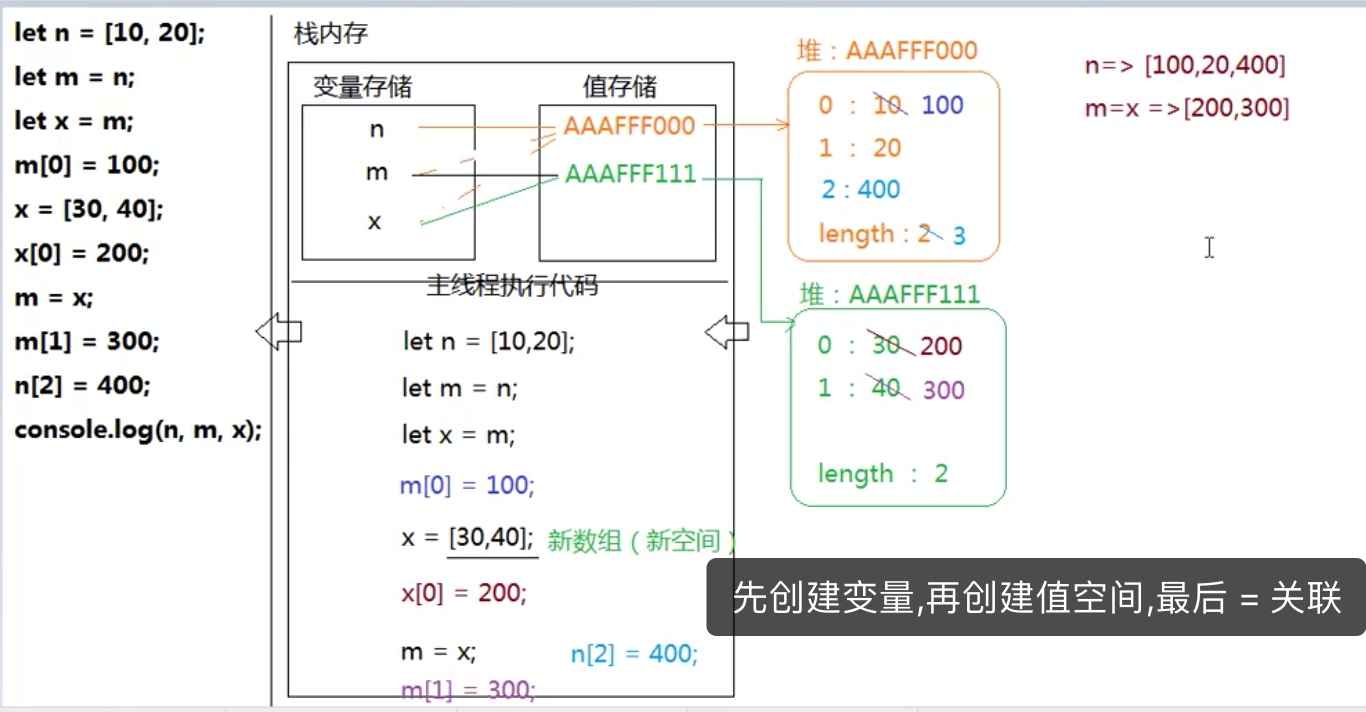 let n = [10, 20];
let m = n;
let x = m;
m[0] = 100;
x = [30, 40];
x[0] = 200;
m = x;
m[1] = 300;
n[2] = 400;
console.log(n, m, x);
栈内存
变量存储
n
m
x
值存储
AAAFFF000
AAAFFF111
主线程执行代码
let n = [10,20];
let m = n;
let x = m;
m[0] = 100;
x = [30,40]; 新数组（新空间）
x[0] = 200;
m = x; n[2] = 400;
m[1] = 300;
堆：AAAFFF000
0 : 10 100
1 : 20
2 : 400
length : 2 3
堆：AAAFFF111
0 : 30 200
1 : 40 300
length : 2
n=> [100,20,400]
m=x =>[200,300]
先创建变量,再创建值空间,最后 = 关联